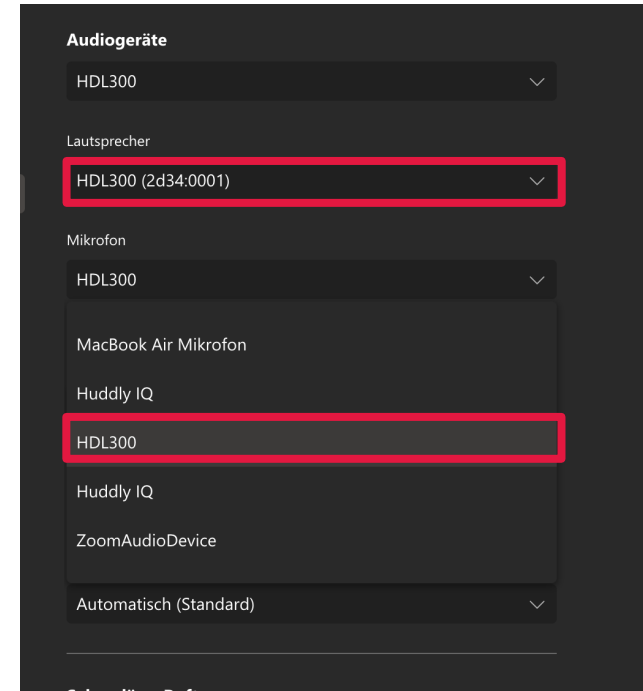 Audiogeräte
HDL300
Lautsprecher
HDL300 (2d34:0001)
Mikrofon
HDL300
MacBook Air Mikrofon
Huddly IQ
HDL300
Huddly IQ
ZoomAudioDevice
Automatisch (Standard)